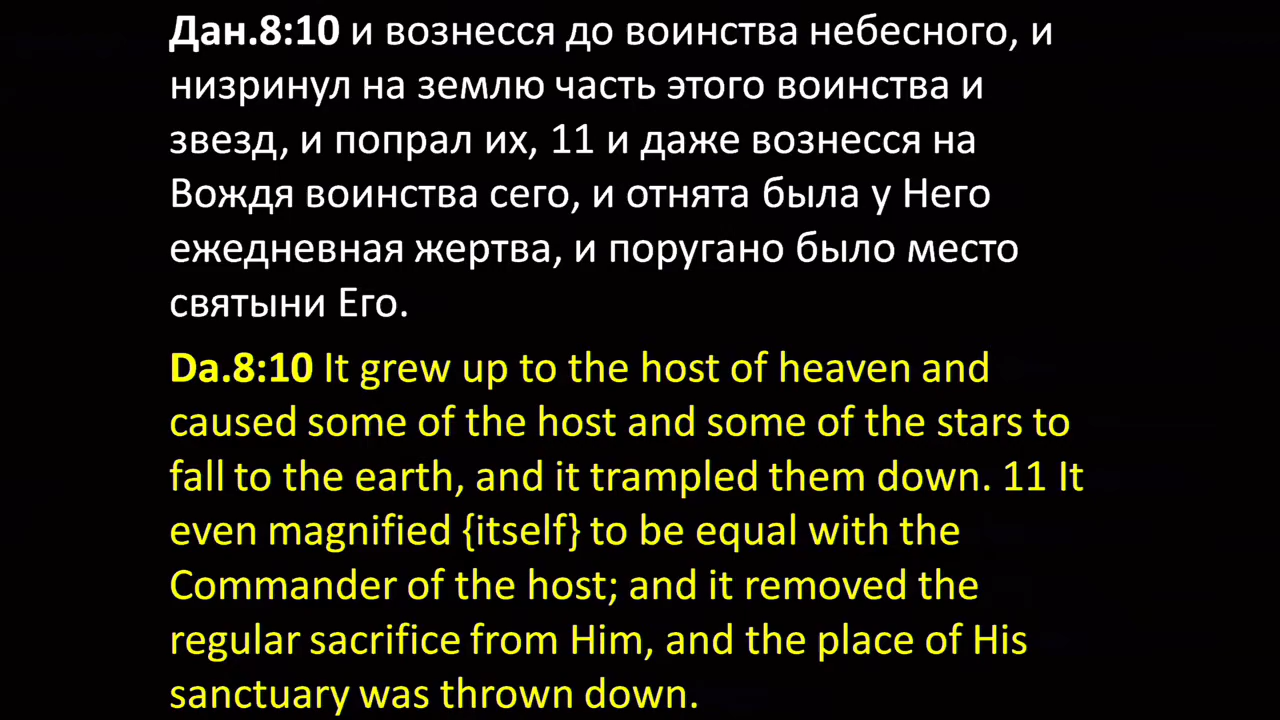 Дан.8:10 и вознесся до воинства небесного, и
низринул на землю часть этого воинства и
звезд, и попрал их, 11 и даже вознесся на
Вождя воинства сего, и отнята была у Него
ежедневная жертва, и поругано было место
святыни Его.
Da.8:10 It grew up to the host of heaven and
caused some of the host and some of the stars to
fall to the earth, and it trampled them down. 11 It
even magnified {itself} to be equal with the
Commander of the host; and it removed the
regular sacrifice from Him, and the place of His
sanctuary was thrown down.